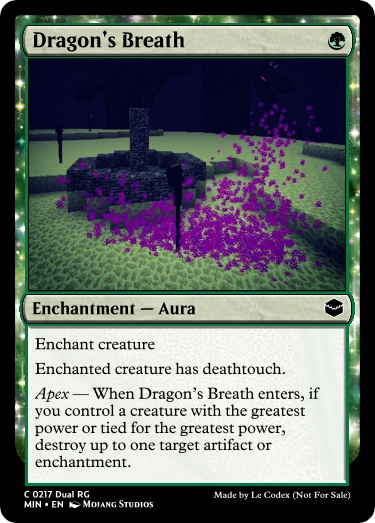 Dragon's Breath
Enchantment — Aura
Enchant creature
Enchanted creature has deathtouch.
Apex — When Dragon's Breath enters, if
you control a creature with the greatest
power or tied for the greatest power,
destroy up to one target artifact or
enchantment.
C 0217 Dual RG
MIN • EN Mojang Studios
Made by Le Codex (Not For Sale)